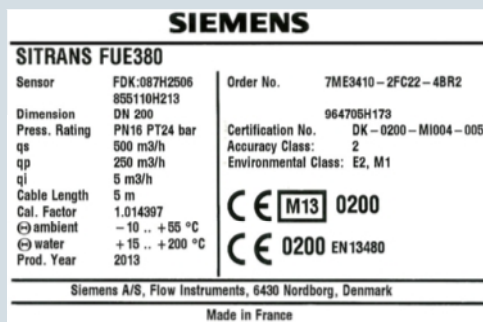 SIEMENS
SITRANS FUE380
Sensor FDK:087H2506
855110H213
Dimension DN 200
Press. Rating PN16 PT24 bar
qs 500 m3/h
qp 250 m3/h
qi 5 m3/h
Cable Length 5 m
Cal. Factor 1.014397
ambient −10 .. +55 °C
water +15 .. +200 °C
Prod. Year 2013
Order No. 7ME3410−2FC22−4BR2
964705H173
Certification No. DK−0200−MI004−005
Accuracy Class: 2
Environmental Class: E2, M1
CE M13 0200
CE 0200 EN13480
Siemens A/S, Flow Instruments, 6430 Nordborg, Denmark
Made in France